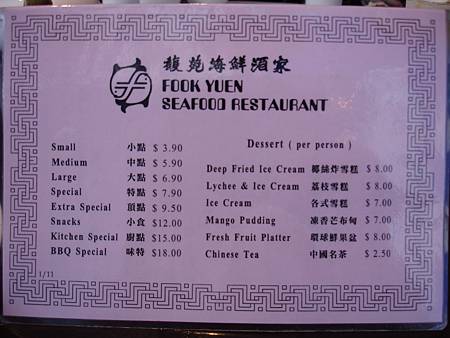 馥苑海鮮酒家
FOOK YUEN
SEAFOOD RESTAURANT
Small 小點 $ 3.90
Medium 中點 $ 5.90
Large 大點 $ 6.90
Special 特點 $ 7.90
Extra Special 頂點 $ 9.50
Snacks 小食 $12.00
Kitchen Special 廚點 $15.00
BBQ Special 味特 $18.00
Dessert ( per person )
Deep Fried Ice Cream 椰絲炸雪糕 $ 8.00
Lychee & Ice Cream 荔枝雪糕 $ 8.00
Ice Cream 各式雪糕 $ 7.00
Mango Pudding 凍香芒布甸 $ 7.00
Fresh Fruit Platter 環球鮮果盆 $ 8.00
Chinese Tea 中國名茶 $ 2.50
1/11